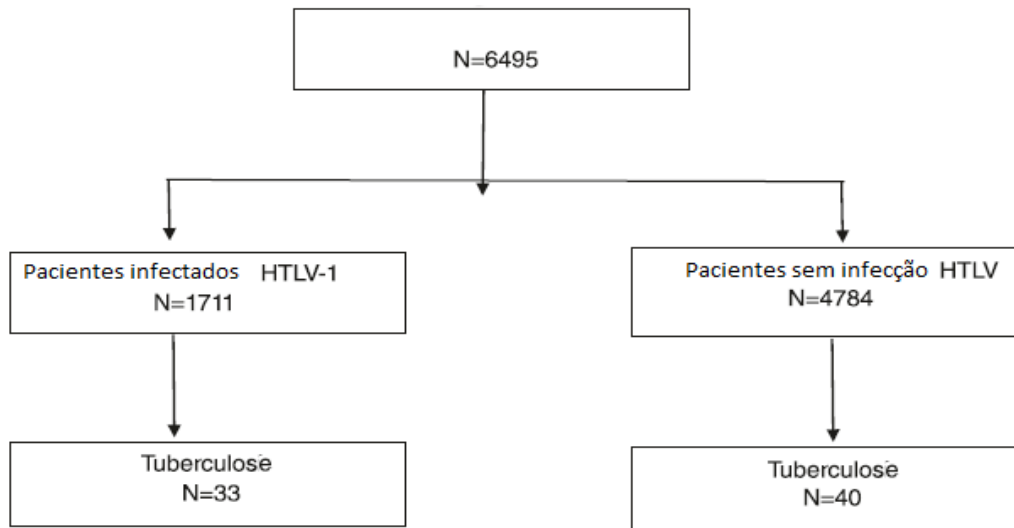 N=6495
Pacientes infectados HTLV-1
N=1711
Pacientes sem infecção HTLV
N=4784
Tuberculose
N=33
Tuberculose
N=40